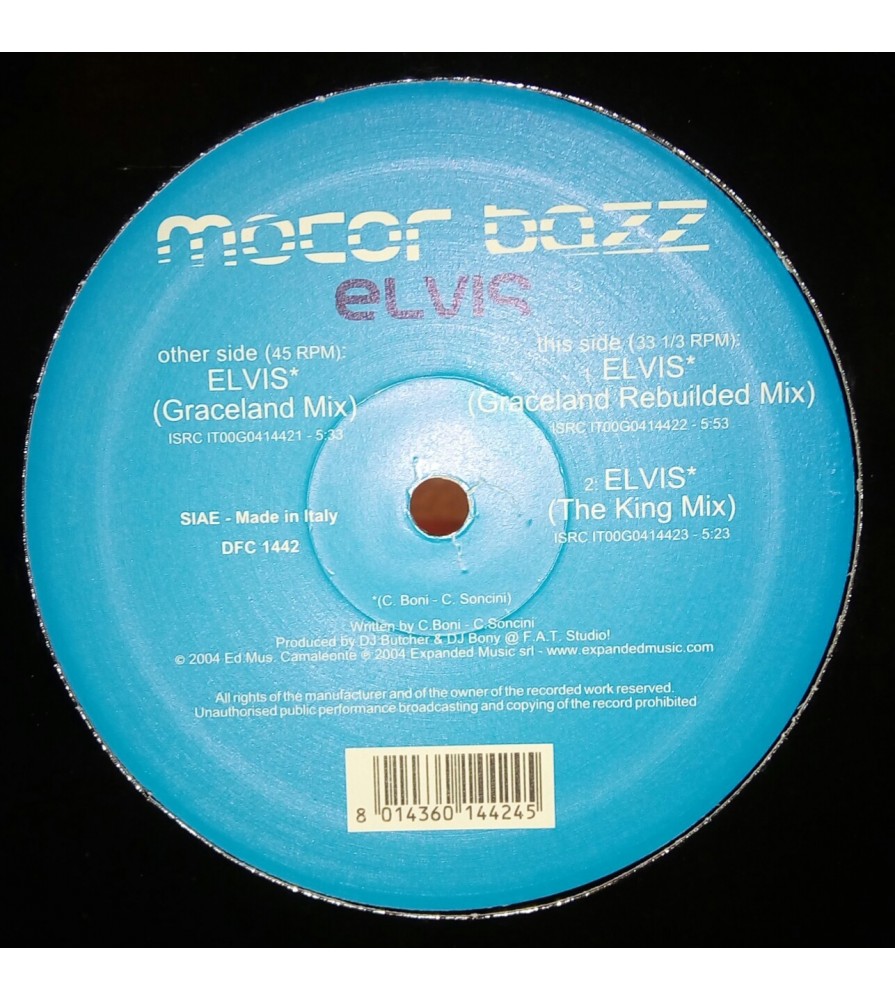 motor bazz
ELVIS
other side (45 RPM):
ELVIS*
(Graceland Mix)
ISRC IT00G0414421 - 5:33
this side (33 1/3 RPM):
1. ELVIS*
(Graceland Rebuilded Mix)
ISRC IT00G0414422 - 5:53
2: ELVIS*
(The King Mix)
ISRC IT00G0414423 - 5:23
SIAE - Made in Italy
DFC 1442
*(C. Boni - C. Soncini)
Written by C.Boni - C.Soncini
Produced by DJ Butcher & DJ Bony @ F.A.T. Studio!
© 2004 Ed.Mus. Camaleonte ℗ 2004 Expanded Music srl - www.expandedmusic.com
All rights of the manufacturer and of the owner of the recorded work reserved.
Unauthorised public performance broadcasting and copying of the record prohibited
8 014360 144245